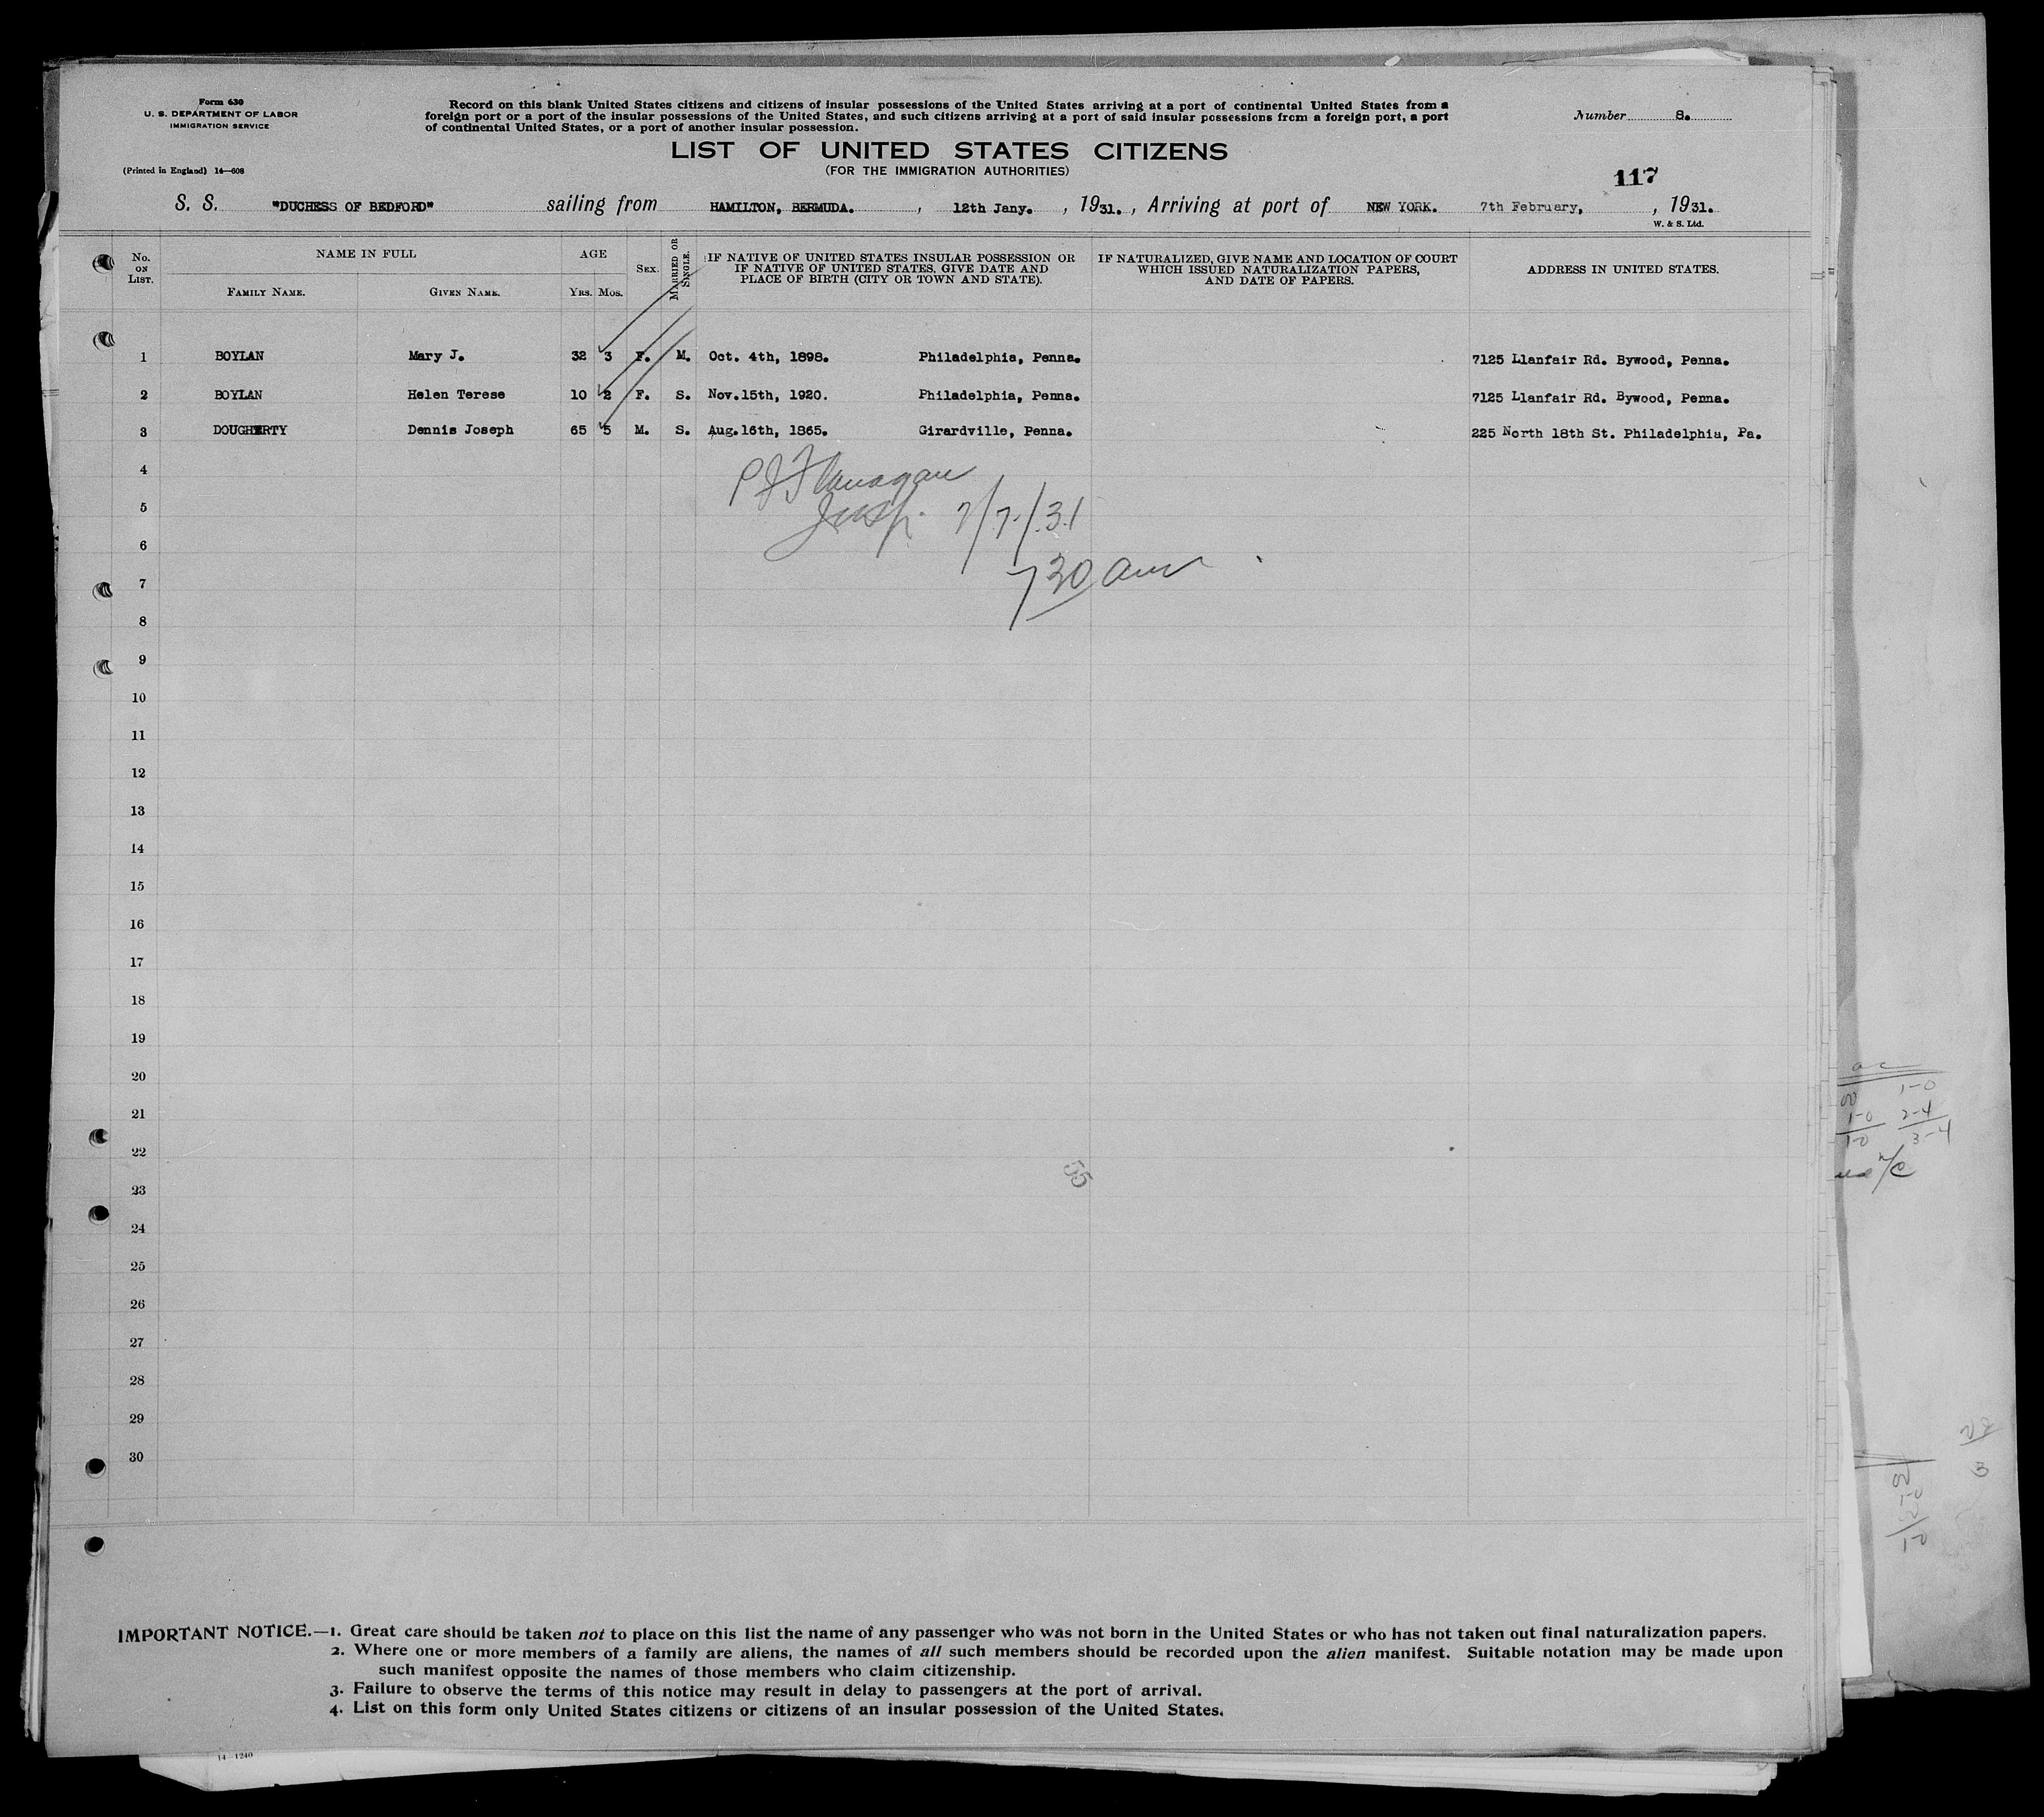 Form 630
U. S. DEPARTMENT OF LABOR
IMMIGRATION SERVICE
(Printed in England) 14—608
Record on this blank United States citizens and citizens of insular possessions of the United States arriving at a port of continental United States from a
foreign port or a port of the insular possessions of the United States, and such citizens arriving at a port of said insular possessions from a foreign port, a port
of continental United States, or a port of another insular possession.
Number 8.
LIST OF UNITED STATES CITIZENS
(FOR THE IMMIGRATION AUTHORITIES)
117
S. S. "DUCHESS OF BEDFORD" sailing from HAMILTON, BERMUDA. , 12th Jany. , 1931. , Arriving at port of NEW YORK. 7th February, , 1931.
W. & S. Ltd.
No. ON LIST. NAME IN FULL AGE SEX. MARRIED OR SINGLE. IF NATIVE OF UNITED STATES INSULAR POSSESSION OR IF NATIVE OF UNITED STATES, GIVE DATE AND PLACE OF BIRTH (CITY OR TOWN AND STATE). IF NATURALIZED, GIVE NAME AND LOCATION OF COURT WHICH ISSUED NATURALIZATION PAPERS, AND DATE OF PAPERS. ADDRESS IN UNITED STATES.
FAMILY NAME. GIVEN NAME. YRS. MOS.
1 BOYLAN Mary J. 32 3 F. M. Oct. 4th, 1898. Philadelphia, Penna. 7125 Llanfair Rd. Bywood, Penna.
2 BOYLAN Helen Terese 10 2 F. S. Nov.15th, 1920. Philadelphia, Penna. 7125 Llanfair Rd. Bywood, Penna.
3 DOUGHERTY Dennis Joseph 65 5 M. S. Aug.16th, 1865. Girardville, Penna. 225 North 18th St. Philadelphia, Pa.
4 P J Flanagan
5 Insp. 2/7/31
6
7 7 30 am
8
9
10
11
12
13
14
15
16
17
18
19
20
21
22
23 55
24
25
26
27
28
29
30
IMPORTANT NOTICE.—1. Great care should be taken not to place on this list the name of any passenger who was not born in the United States or who has not taken out final naturalization papers.
2. Where one or more members of a family are aliens, the names of all such members should be recorded upon the alien manifest. Suitable notation may be made upon
such manifest opposite the names of those members who claim citizenship.
3. Failure to observe the terms of this notice may result in delay to passengers at the port of arrival.
4. List on this form only United States citizens or citizens of an insular possession of the United States.
14—1240
1-0
1-0 2-4
1-0 3-4